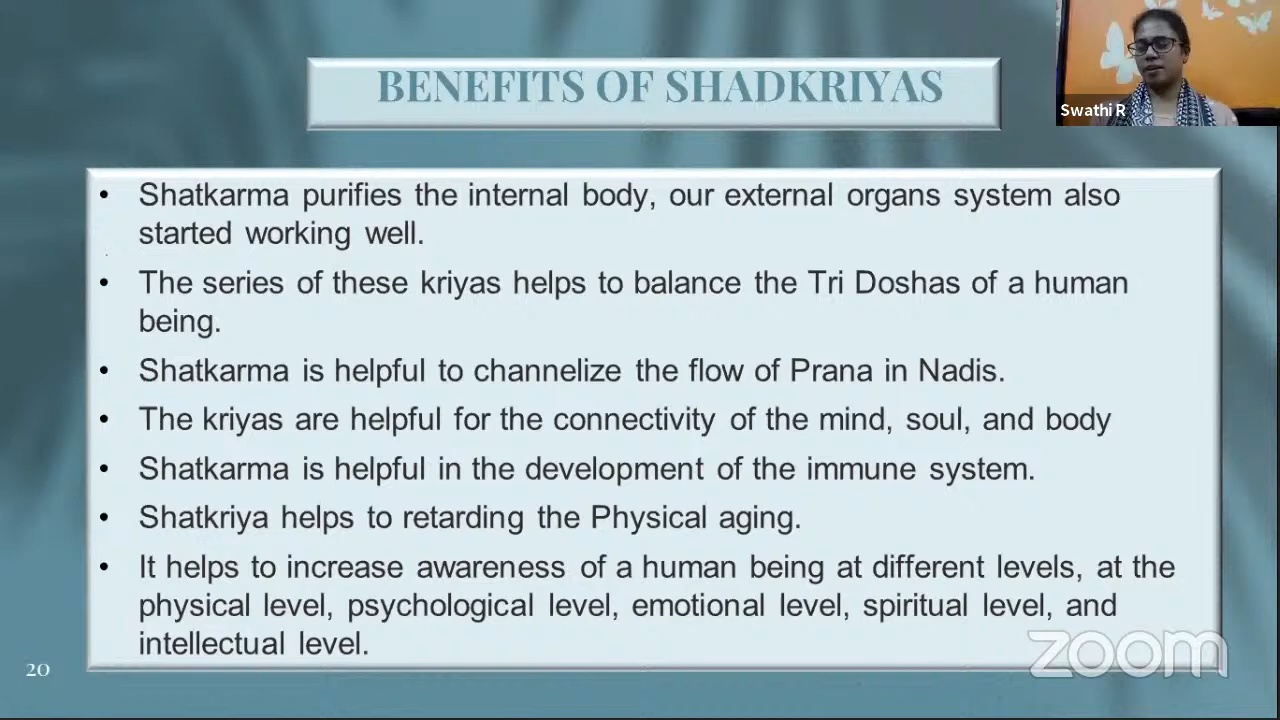 BENEFITS OF SHADKRIYAS
Swathi R
• Shatkarma purifies the internal body, our external organs system also
started working well.
• The series of these kriyas helps to balance the Tri Doshas of a human
being.
• Shatkarma is helpful to channelize the flow of Prana in Nadis.
• The kriyas are helpful for the connectivity of the mind, soul, and body
• Shatkarma is helpful in the development of the immune system.
• Shatkriya helps to retarding the Physical aging.
• It helps to increase awareness of a human being at different levels, at the
physical level, psychological level, emotional level, spiritual level, and
intellectual level.
zoom
20